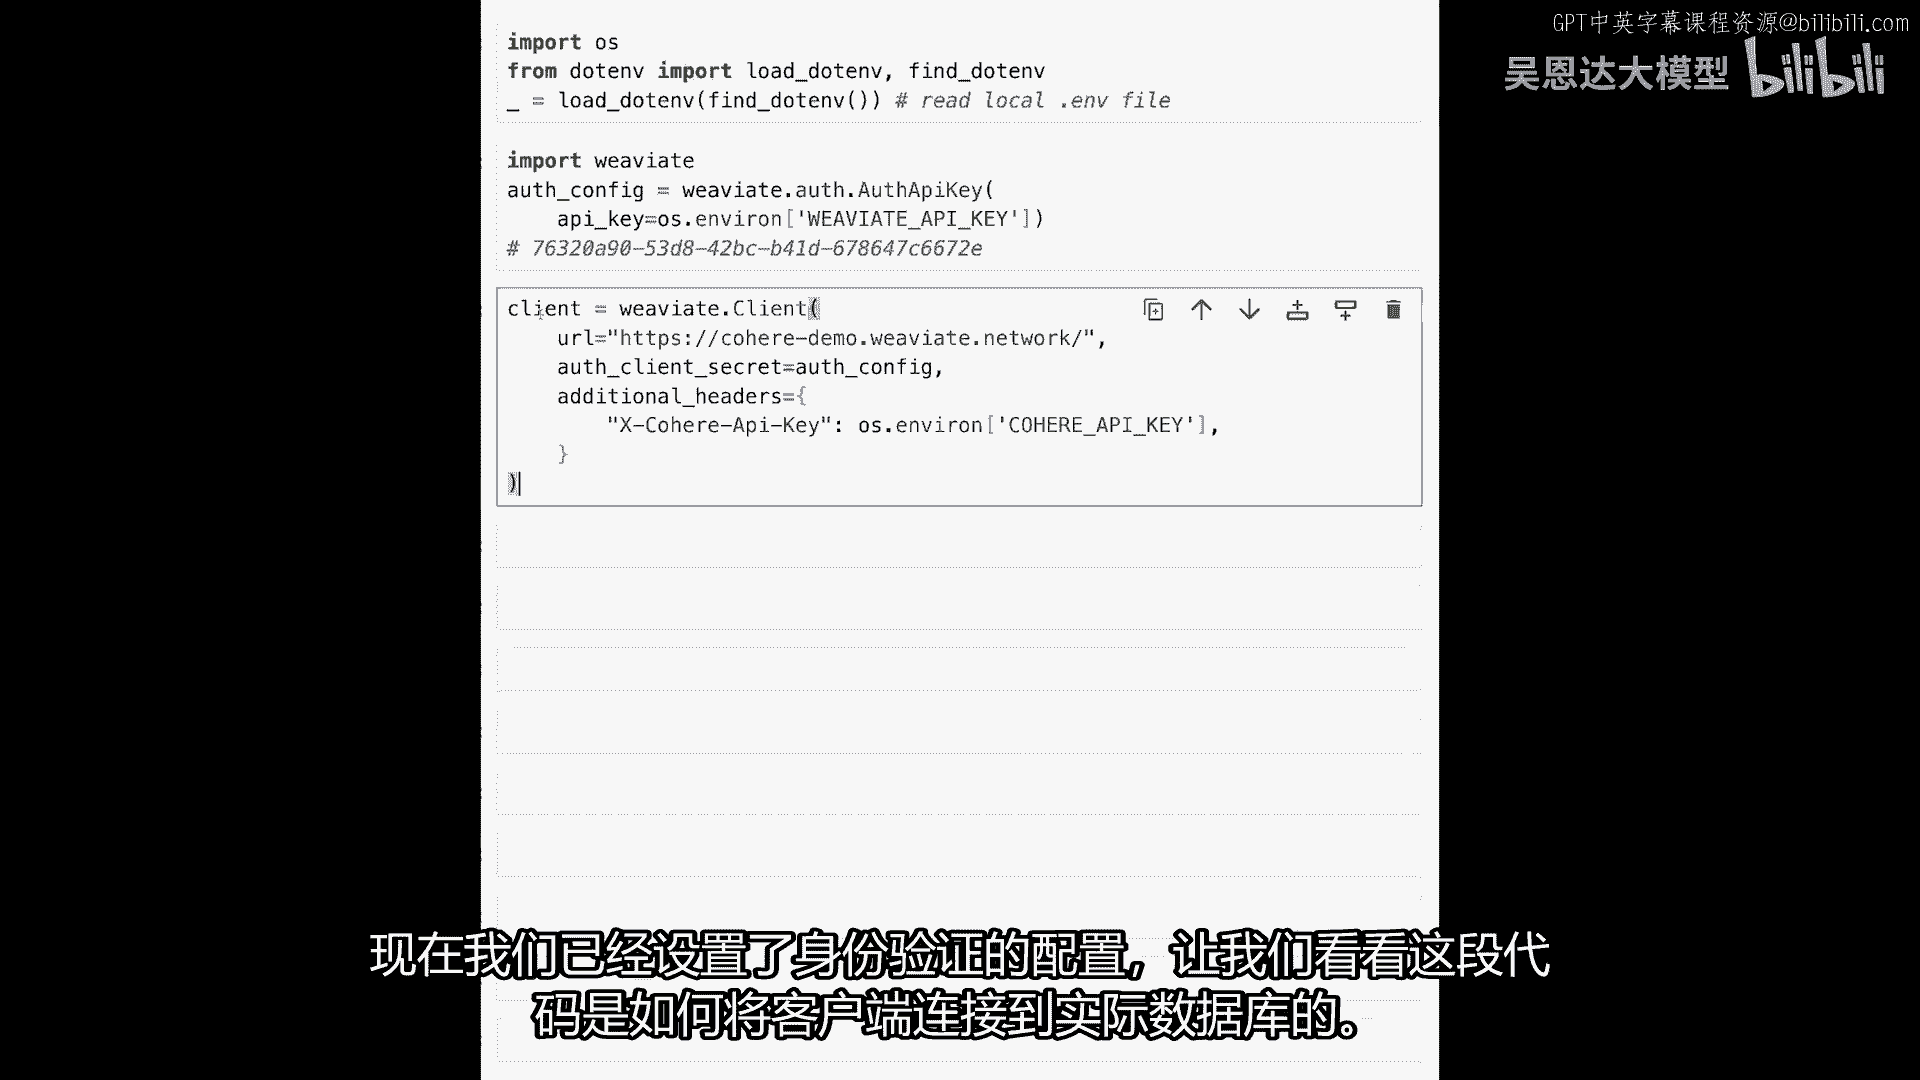 GPT中英字幕课程资源@bilibili.com
吴恩达大模型 bilibili
import os
from dotenv import load_dotenv, find_dotenv
_ = load_dotenv(find_dotenv()) # read local .env file
import weaviate
auth_config = weaviate.auth.AuthApiKey(
    api_key=os.environ['WEAVIATE_API_KEY'])
# 76320a90-53d8-42bc-b41d-678647c6672e
client = weaviate.Client(
    url="https://cohere-demo.weaviate.network/",
    auth_client_secret=auth_config,
    additional_headers={
        "X-Cohere-Api-Key": os.environ['COHERE_API_KEY'],
    }
)
现在我们已经设置了身份验证的配置，让我们看看这段代
码是如何将客户端连接到实际数据库的。